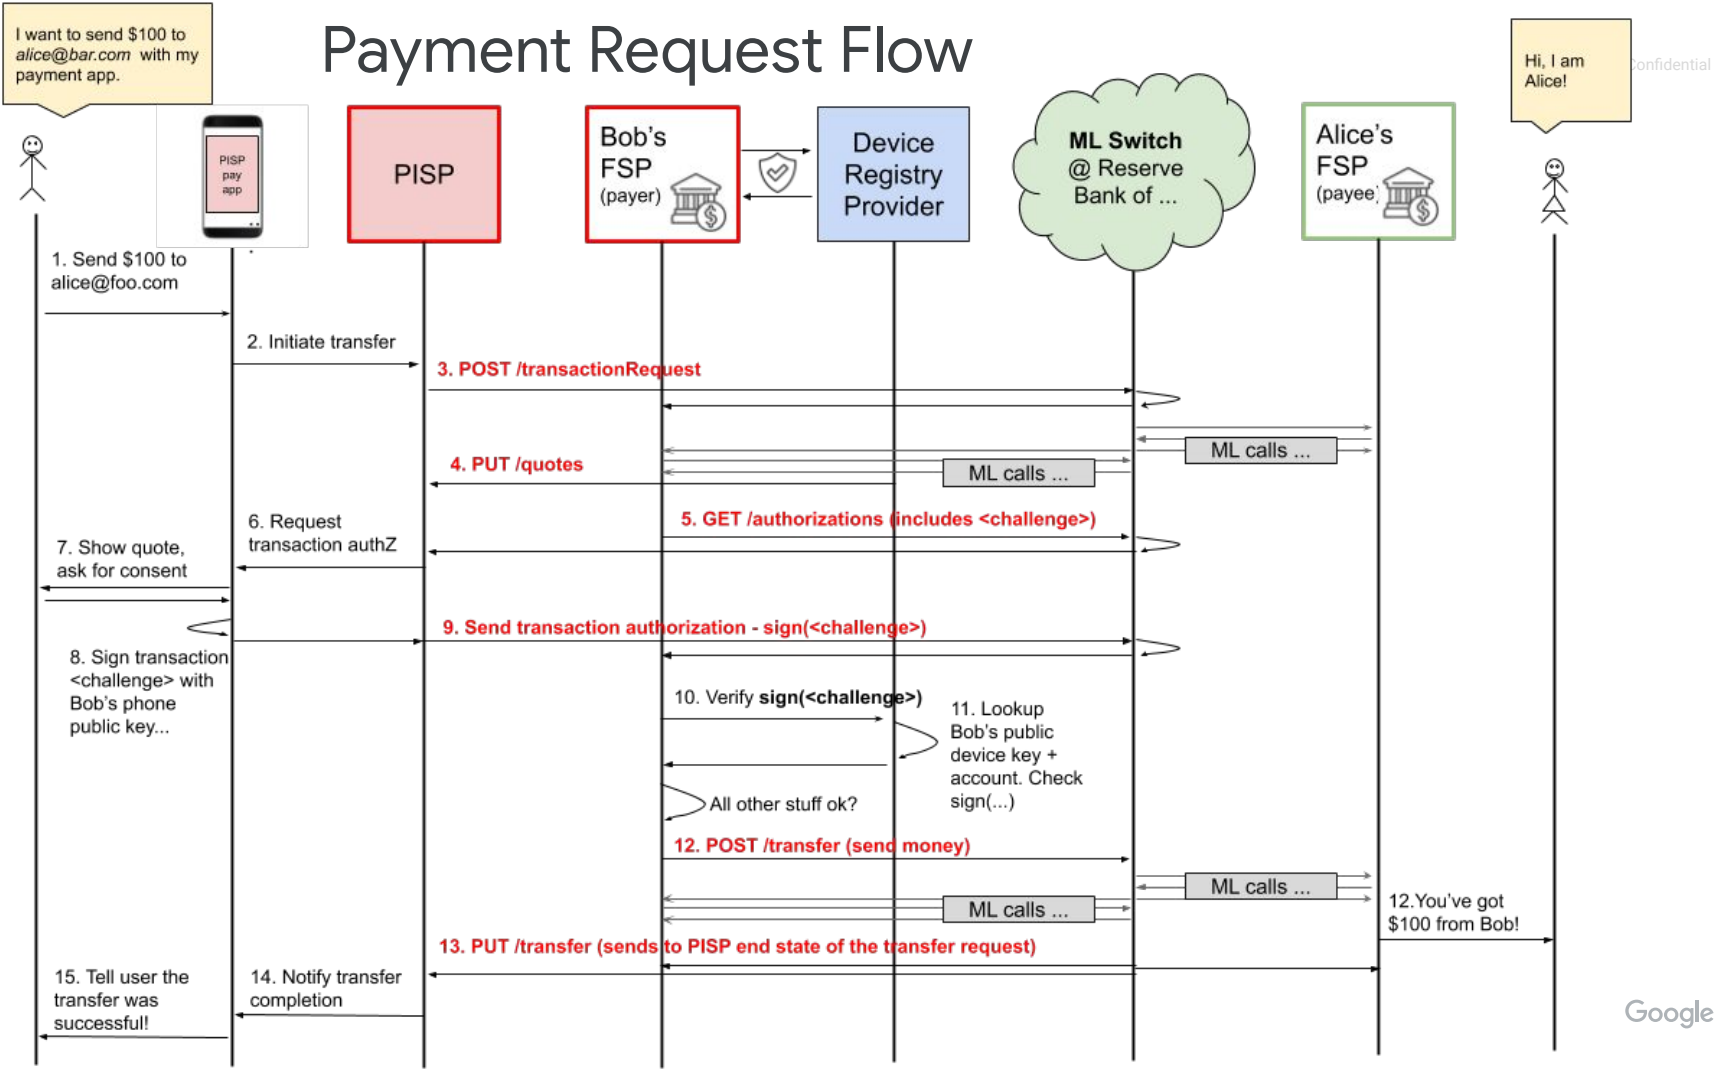 I want to send $100 to
alice@bar.com with my
payment app.
Payment Request Flow
Hi, I am
Alice!
Confidential
PISP
pay
app
PISP
Bob's
FSP
(payer)
Device
Registry
Provider
ML Switch
@ Reserve
Bank of ...
Alice's
FSP
(payee)
1. Send $100 to
alice@foo.com
2. Initiate transfer
3. POST /transactionRequest
ML calls ...
4. PUT /quotes
ML calls ...
5. GET /authorizations (includes <challenge>)
6. Request
transaction authZ
7. Show quote,
ask for consent
9. Send transaction authorization - sign(<challenge>)
8. Sign transaction
<challenge> with
Bob's phone
public key...
10. Verify sign(<challenge>)
11. Lookup
Bob's public
device key +
account. Check
sign(...)
All other stuff ok?
12. POST /transfer (send money)
ML calls ...
ML calls ...
12.You've got
$100 from Bob!
13. PUT /transfer (sends to PISP end state of the transfer request)
14. Notify transfer
completion
15. Tell user the
transfer was
successful!
Google